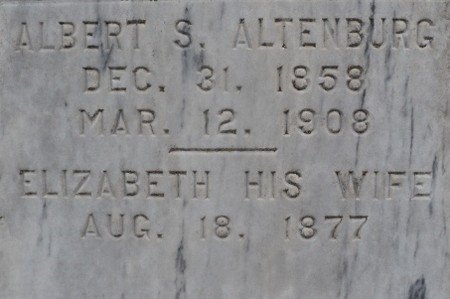 ALBERT S. ALTENBURG
DEC. 31. 1858
MAR. 12. 1908
ELIZABETH HIS WIFE
AUG. 18. 1877